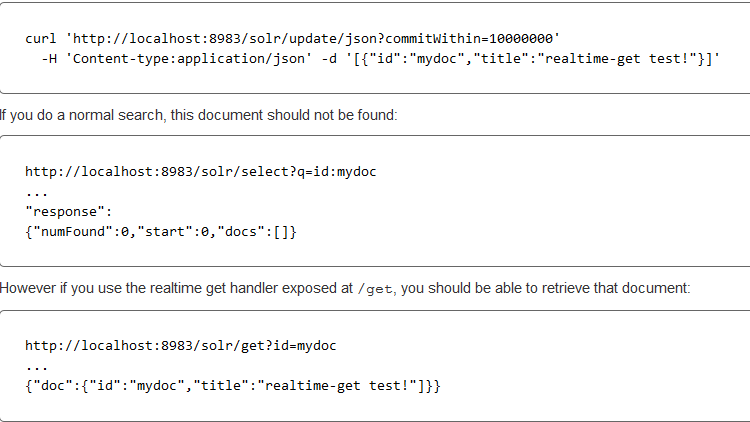 curl 'http://localhost:8983/solr/update/json?commitWithin=10000000'
-H 'Content-type:application/json' -d '[{"id":"mydoc","title":"realtime-get test!"}]'
If you do a normal search, this document should not be found:
http://localhost:8983/solr/select?q=id:mydoc
...
"response":
{"numFound":0,"start":0,"docs":[]}
However if you use the realtime get handler exposed at /get, you should be able to retrieve that document:
http://localhost:8983/solr/get?id=mydoc
...
{"doc":{"id":"mydoc","title":"realtime-get test!"]}}